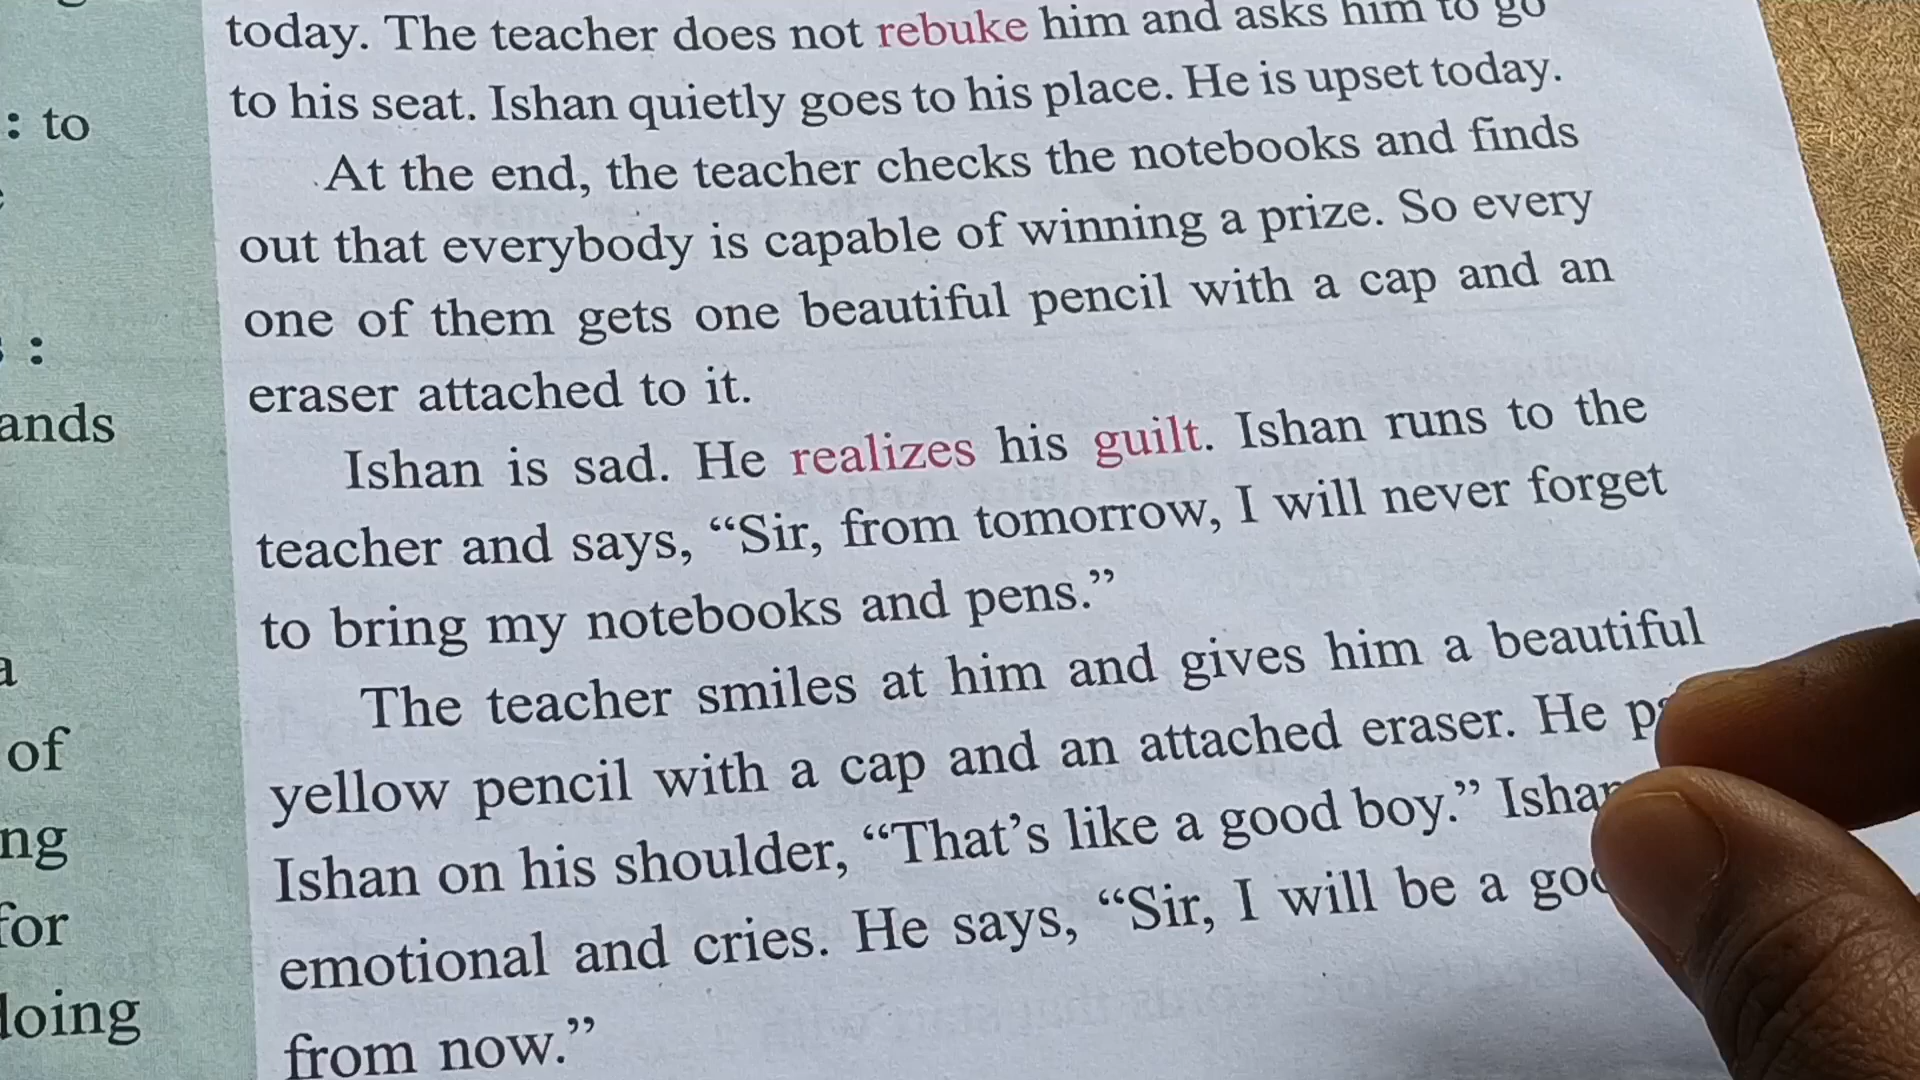 : to
:
ands
of
ng
for
doing
today. The teacher does not rebuke him and asks him to go
to his seat. Ishan quietly goes to his place. He is upset today.
At the end, the teacher checks the notebooks and finds
out that everybody is capable of winning a prize. So every
one of them gets one beautiful pencil with a cap and an
eraser attached to it.
Ishan is sad. He realizes his guilt. Ishan runs to the
teacher and says, “Sir, from tomorrow, I will never forget
to bring my notebooks and pens.”
The teacher smiles at him and gives him a beautiful
yellow pencil with a cap and an attached eraser. He
Ishan on his shoulder, “That’s like a good boy.” Ishan
emotional and cries. He says, “Sir, I will be a
from now.”